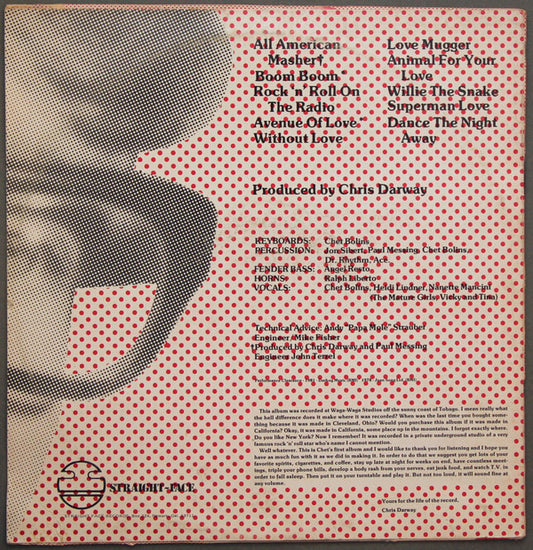 All American
Masher†
Boom Boom
Rock 'n' Roll On
The Radio
Avenue Of Love*
Without Love
Love Mugger
Animal For Your
Love
Willie The Snake
Superman Love
Dance The Night
Away
Produced by Chris Darway
KEYBOARDS: Chet Bolins
PERCUSSION: Jon Sibert, Paul Messing, Chet Bolins,
Dr. Rhythm, Ace
FENDER BASS: Angel Resto
HORNS: Ralph Liberto
VOCALS: Chet Bolins, Heidi Lindner, Nanette Mancini
(The Mature Girls, Vicky and Tina)
Technical Advice: Andy "Papa Mole" Strauber
Engineer: Mike Fisher
†Produced by Chris Darway and Paul Messing
Engineer John Terzel
This album was recorded at Waga-Waga Studios off the sunny coast of Tobago. I mean really what
the hell difference does it make where it was recorded? When was the last time you bought some-
thing because it was made in Cleveland, Ohio? Would you purchase this album if it was made in
California? Okay, it was made in California, some place up in the mountains. I forget exactly where.
Do you like New York? Now I remember! It was recorded in a private underground studio of a very
famous rock 'n' roll star who's name I cannot mention.
Well whatever. This is Chet's first album and I would like to thank you for listening and I hope you
have as much fun with it as we did in making it. In order to do that we suggest you get lots of your
favorite spirits, cigarettes, and coffee, stay up late at night for weeks on end, have countless meet-
ings, triple your phone bills, develop a body rash from your nerves, eat junk food, and watch T.V. in
order to fall asleep. Then put it on your turntable and play it. But not too loud, it will sound fine at
any volume.
Yours for the life of the record,
Chris Darway
STRAIGHT-FACE